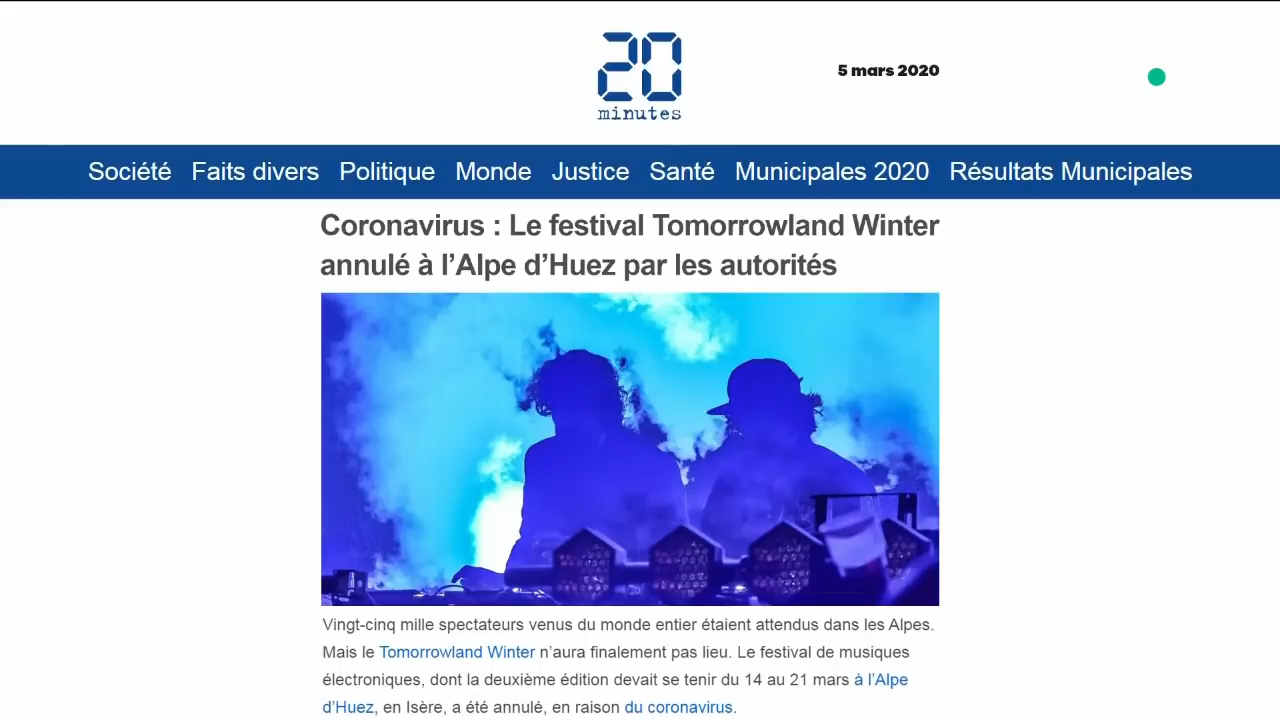 20
minutes
5 mars 2020
Société Faits divers Politique Monde Justice Santé Municipales 2020 Résultats Municipales
Coronavirus : Le festival Tomorrowland Winter
annulé à l’Alpe d’Huez par les autorités
Vingt-cinq mille spectateurs venus du monde entier étaient attendus dans les Alpes.
Mais le Tomorrowland Winter n’aura finalement pas lieu. Le festival de musiques
électroniques, dont la deuxième édition devait se tenir du 14 au 21 mars à l’Alpe
d’Huez, en Isère, a été annulé, en raison du coronavirus.